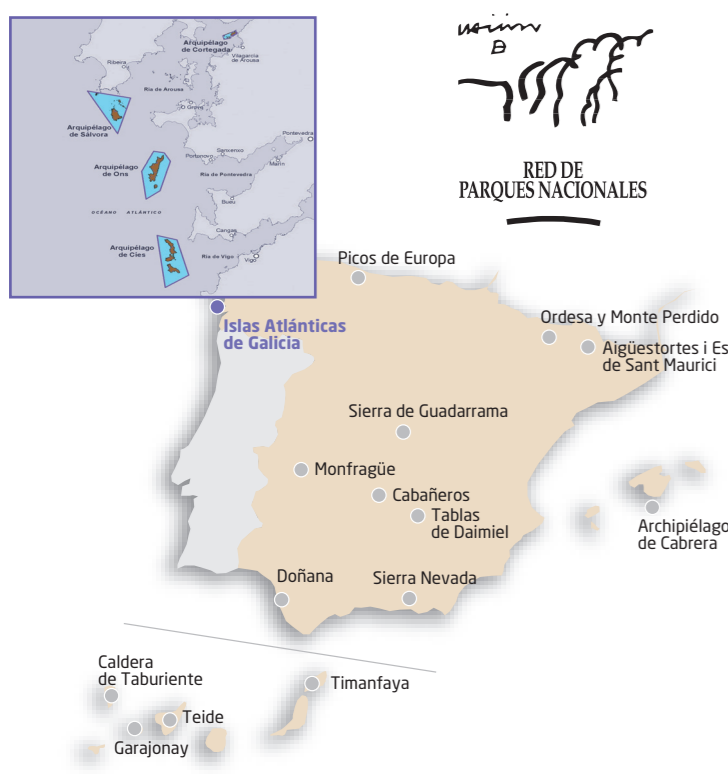 Arquipélago
de Cortegada
Vilagarcía
de Arousa
Ribeira
Ría de Arousa
Grove
Arquipélago
de Sálvora
Pontevedra
Sanxenxo
Portonovo
Marín
Arquipélago
de Ons
Ría de Pontevedra
Bueu
OCÉANO ATLÁNTICO
Cangas
Arquipélago
de Cíes
Ría de Vigo
Vigo
RED DE
PARQUES NACIONALES
Picos de Europa
Islas Atlánticas
de Galicia
Ordesa y Monte Perdido
Aigüestortes i Es
de Sant Maurici
Sierra de Guadarrama
Monfragüe
Cabañeros
Tablas
de Daimiel
Archipiélago
de Cabrera
Doñana
Sierra Nevada
Caldera
de Taburiente
Timanfaya
Teide
Garajonay